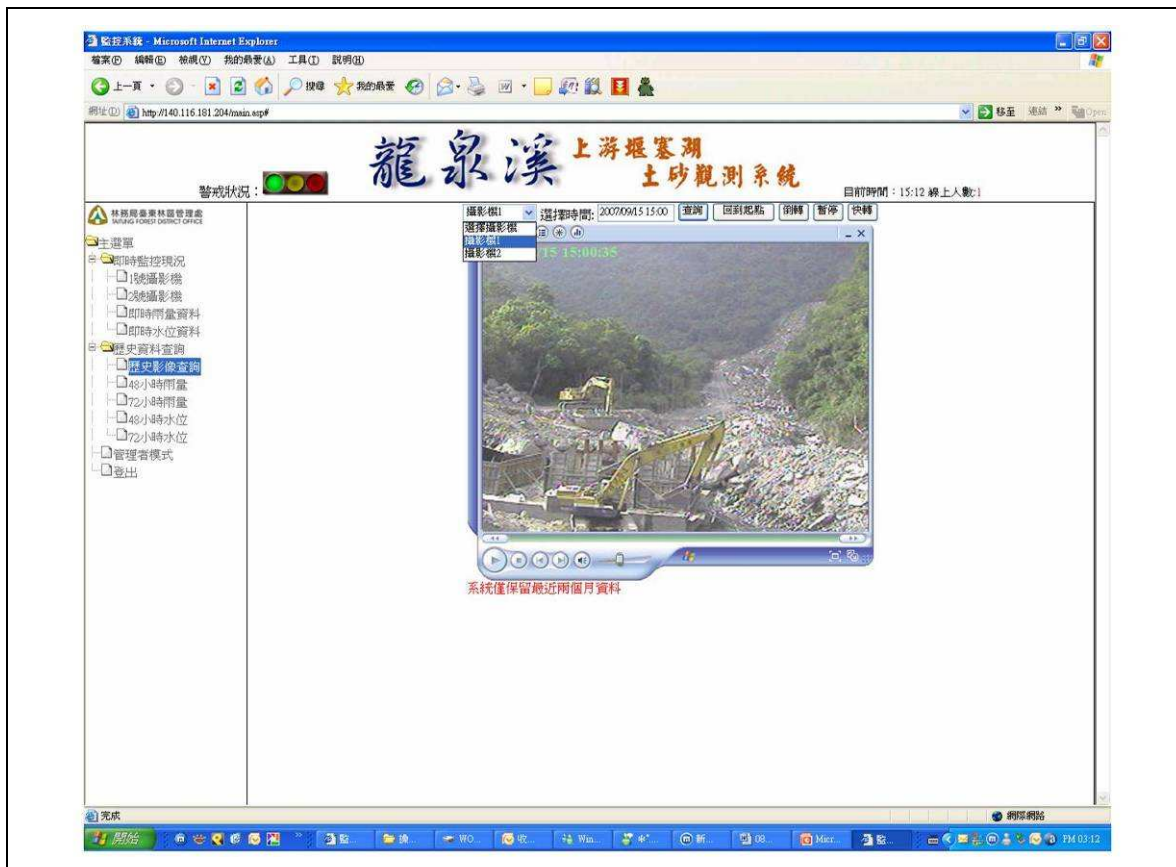 監控系統 - Microsoft Internet Explorer
檔案(F) 編輯(E) 檢視(V) 我的最愛(A) 工具(T) 說明(H)
上一頁 搜尋 我的最愛
網址(D) http://140.116.181.204/main.asp# 移至 連結 » Open
龍泉溪 上游堰塞湖
土砂觀測系統
警戒狀況： 目前時間：15:12 線上人數:1
林務局臺東林區管理處
TAITUNG FOREST DISTRICT OFFICE
攝影機1 選擇時間: 2007/09/15 15:00 查詢 回到起點 倒轉 暫停 快轉
選擇攝影機
攝影機1
攝影機2
/15 15:00:35
主選單
即時監控現況
1號攝影機
2號攝影機
即時雨量資料
即時水位資料
歷史資料查詢
歷史影像查詢
48小時雨量
72小時雨量
48小時水位
72小時水位
管理者模式
登出
系統僅保留最近兩個月資料
完成 網際網路
開始 監... WO... 收... Win... 新... 08... Micr... 監... PM 03:12